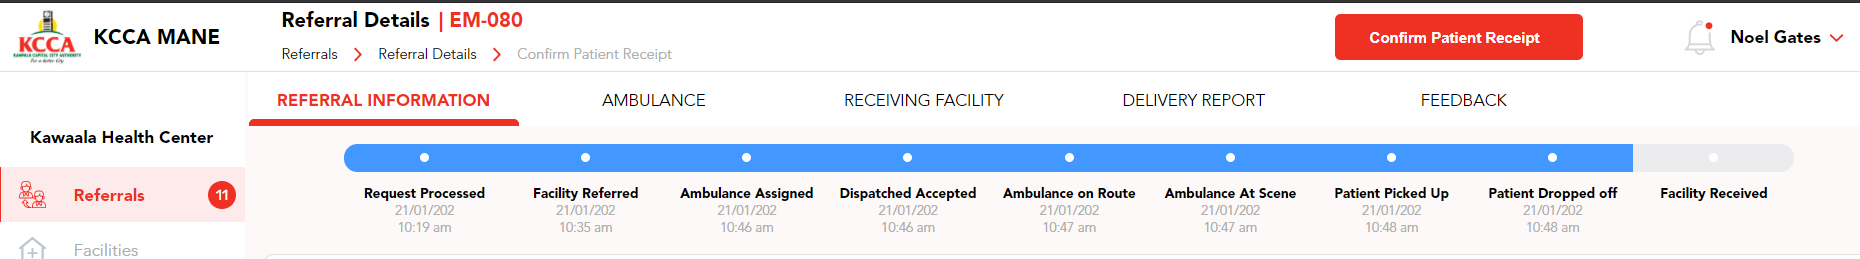 KCCA
KAMPALA CAPITAL CITY AUTHORITY
For a better City
KCCA MANE
Referral Details | EM-080
Referrals > Referral Details > Confirm Patient Receipt
Confirm Patient Receipt
Noel Gates
REFERRAL INFORMATION
AMBULANCE
RECEIVING FACILITY
DELIVERY REPORT
FEEDBACK
Kawaala Health Center
Referrals 11
Facilities
Request Processed
21/01/202
10:19 am
Facility Referred
21/01/202
10:35 am
Ambulance Assigned
21/01/202
10:46 am
Dispatched Accepted
21/01/202
10:46 am
Ambulance on Route
21/01/202
10:47 am
Ambulance At Scene
21/01/202
10:47 am
Patient Picked Up
21/01/202
10:48 am
Patient Dropped off
21/01/202
10:48 am
Facility Received